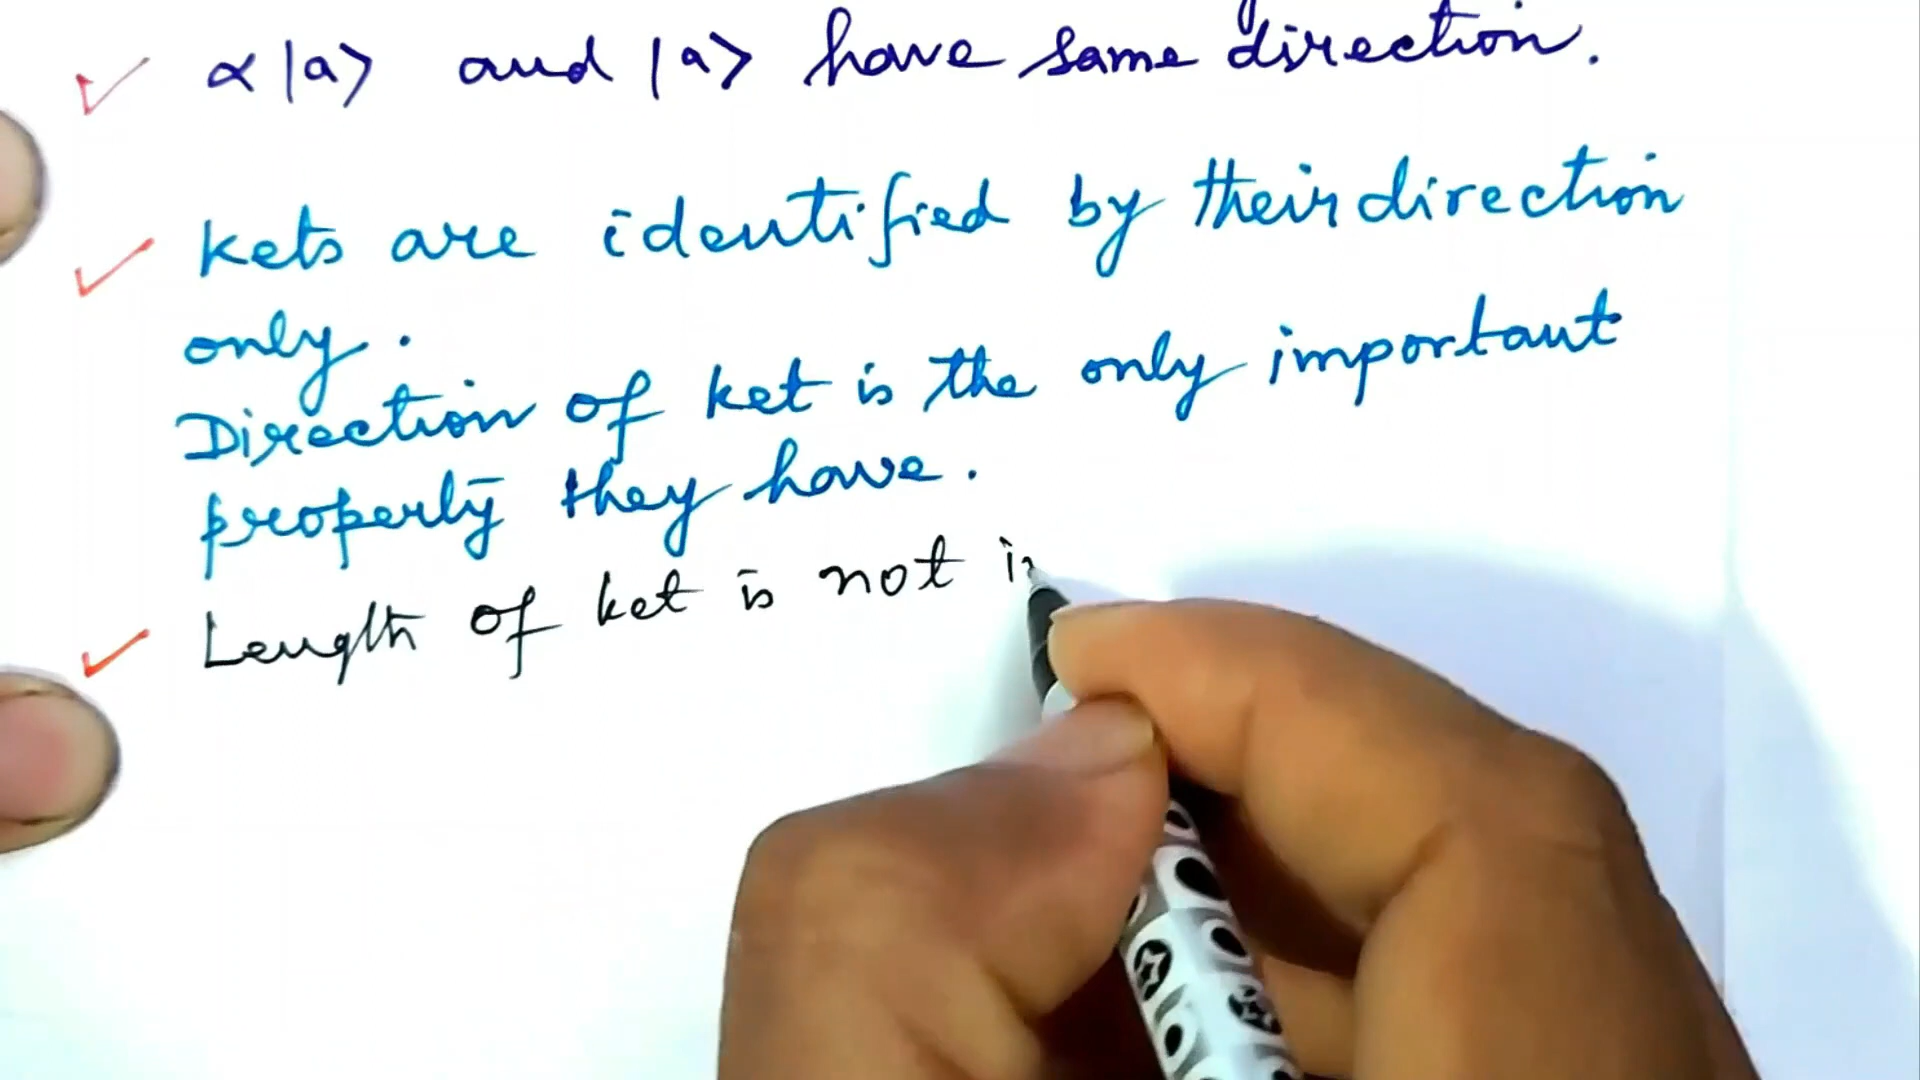 α|a> and |a> have same direction.
kets are identified by their direction
only.
Direction of ket is the only important
property they have.
Length of ket is not